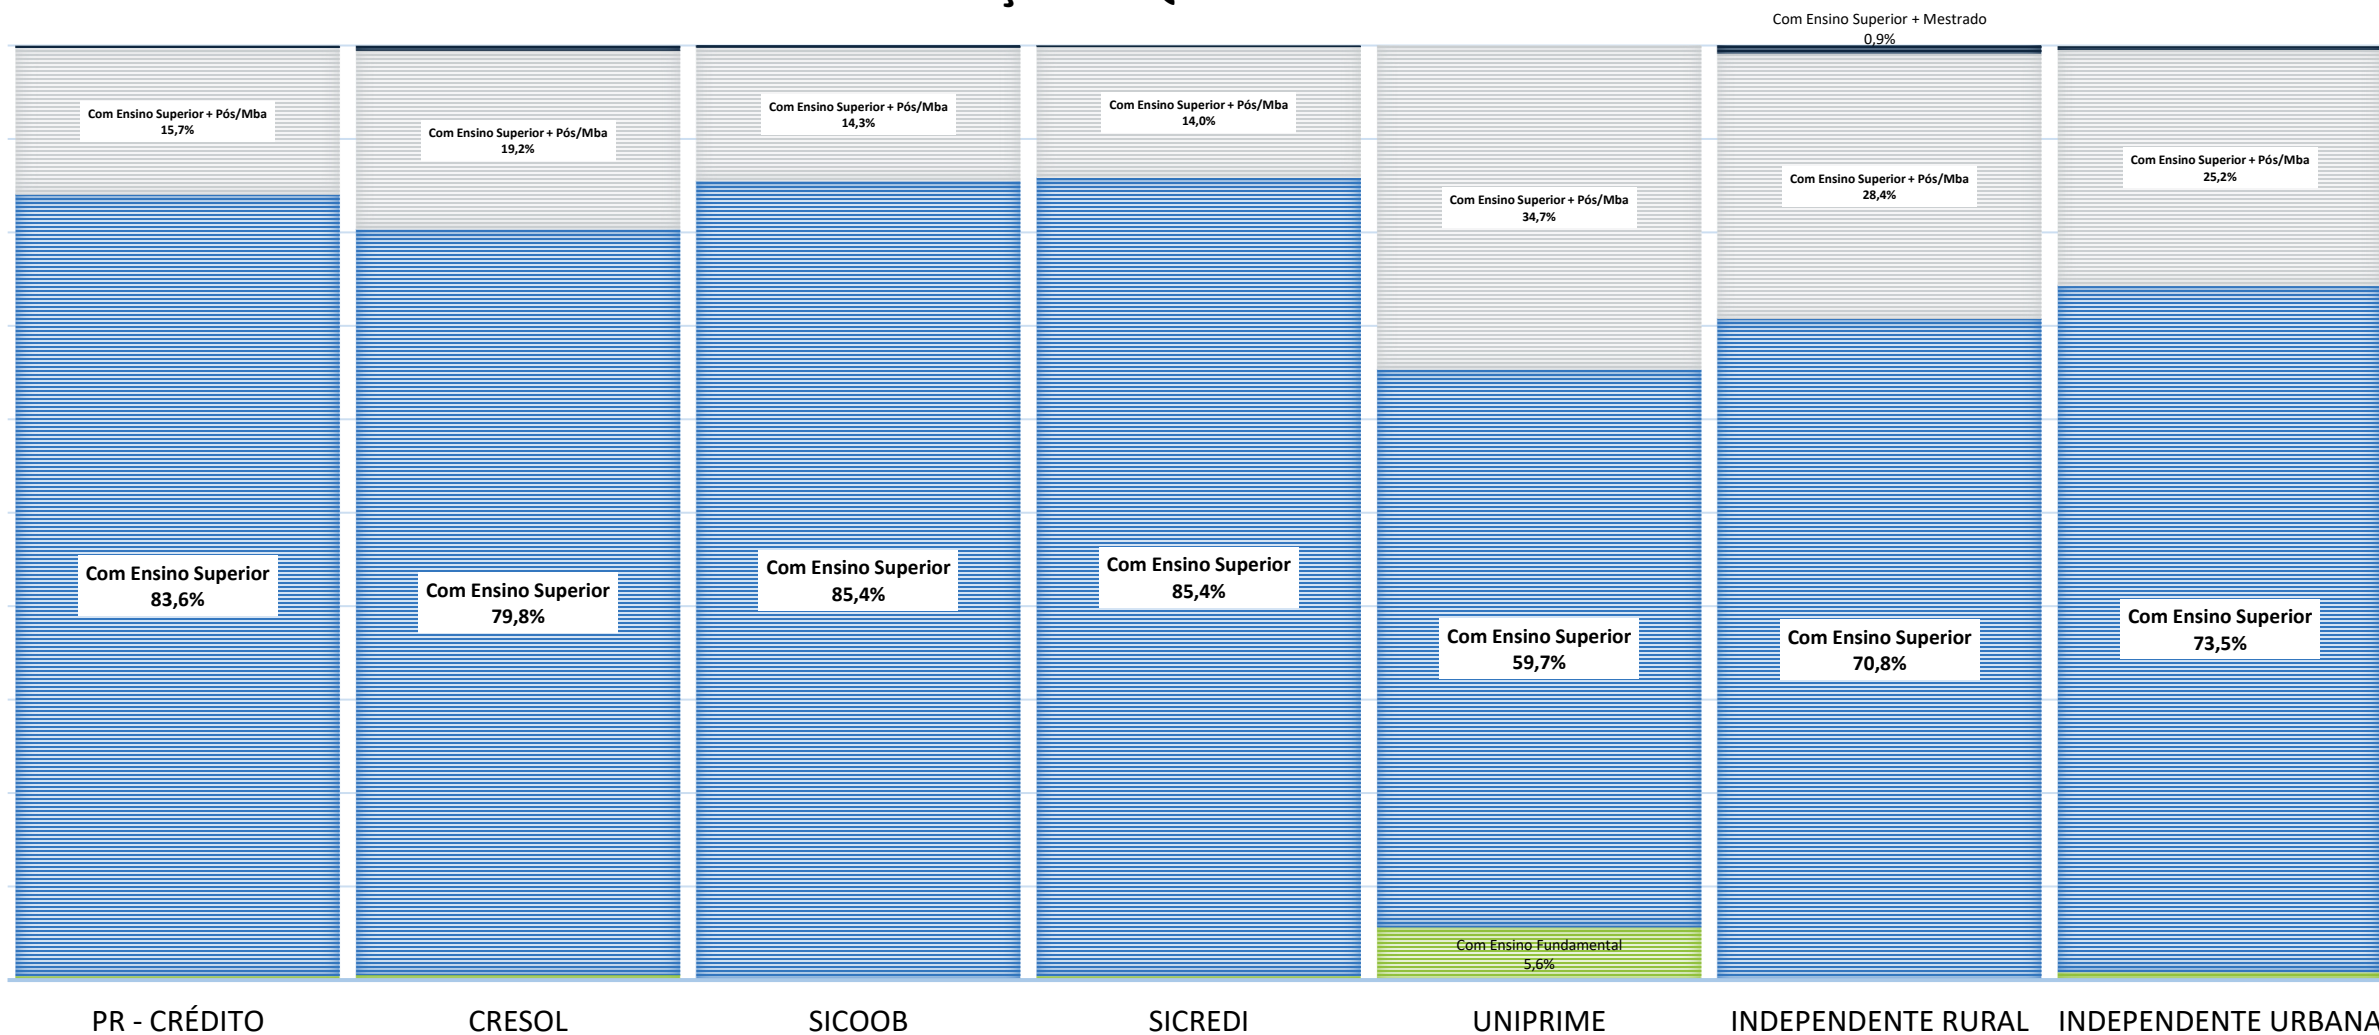 Com Ensino Superior + Mestrado
0,9%
Com Ensino Superior + Pós/Mba
15,7%
Com Ensino Superior + Pós/Mba
19,2%
Com Ensino Superior + Pós/Mba
14,3%
Com Ensino Superior + Pós/Mba
14,0%
Com Ensino Superior + Pós/Mba
34,7%
Com Ensino Superior + Pós/Mba
28,4%
Com Ensino Superior + Pós/Mba
25,2%
Com Ensino Superior
83,6%
Com Ensino Superior
79,8%
Com Ensino Superior
85,4%
Com Ensino Superior
85,4%
Com Ensino Superior
59,7%
Com Ensino Superior
70,8%
Com Ensino Superior
73,5%
Com Ensino Fundamental
5,6%
PR - CRÉDITO
CRESOL
SICOOB
SICREDI
UNIPRIME
INDEPENDENTE RURAL
INDEPENDENTE URBANA